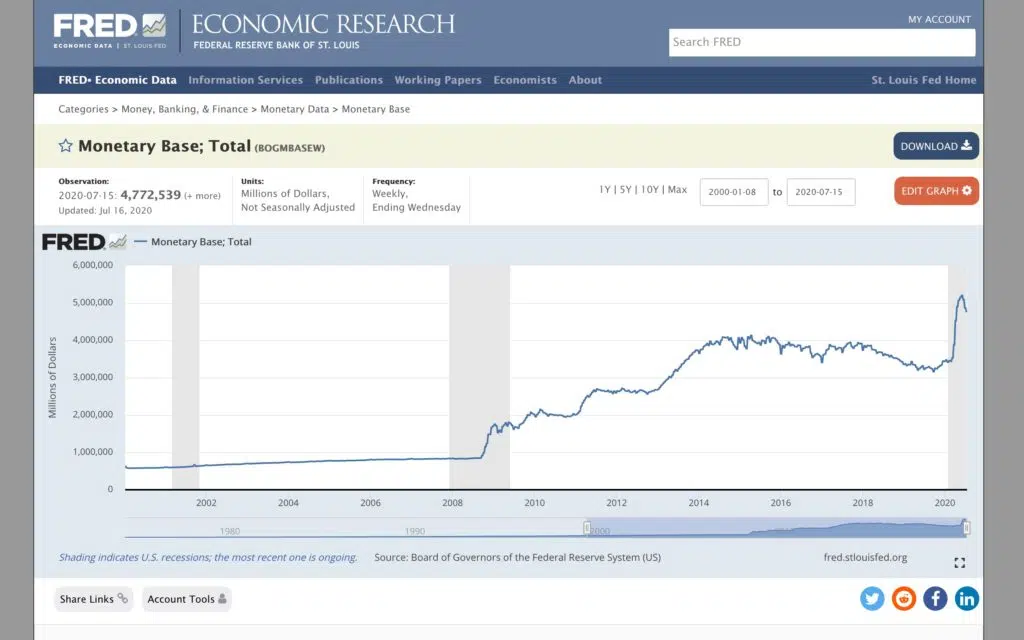 FRED
ECONOMIC DATA | ST. LOUIS FED
ECONOMIC RESEARCH
FEDERAL RESERVE BANK OF ST. LOUIS
MY ACCOUNT
Search FRED
FRED• Economic Data Information Services Publications Working Papers Economists About St. Louis Fed Home
Categories > Money, Banking, & Finance > Monetary Data > Monetary Base
Monetary Base; Total (BOGMBASEW)
DOWNLOAD
Observation:
2020-07-15: 4,772,539 (+ more)
Updated: Jul 16, 2020
Units:
Millions of Dollars,
Not Seasonally Adjusted
Frequency:
Weekly,
Ending Wednesday
1Y | 5Y | 10Y | Max
2000-01-08 to 2020-07-15
EDIT GRAPH
FRED Monetary Base; Total
6,000,000
5,000,000
4,000,000
3,000,000
2,000,000
1,000,000
0
Millions of Dollars
2002 2004 2006 2008 2010 2012 2014 2016 2018 2020
1980 1990 2000
Shading indicates U.S. recessions; the most recent one is ongoing. Source: Board of Governors of the Federal Reserve System (US) fred.stlouisfed.org
Share Links Account Tools